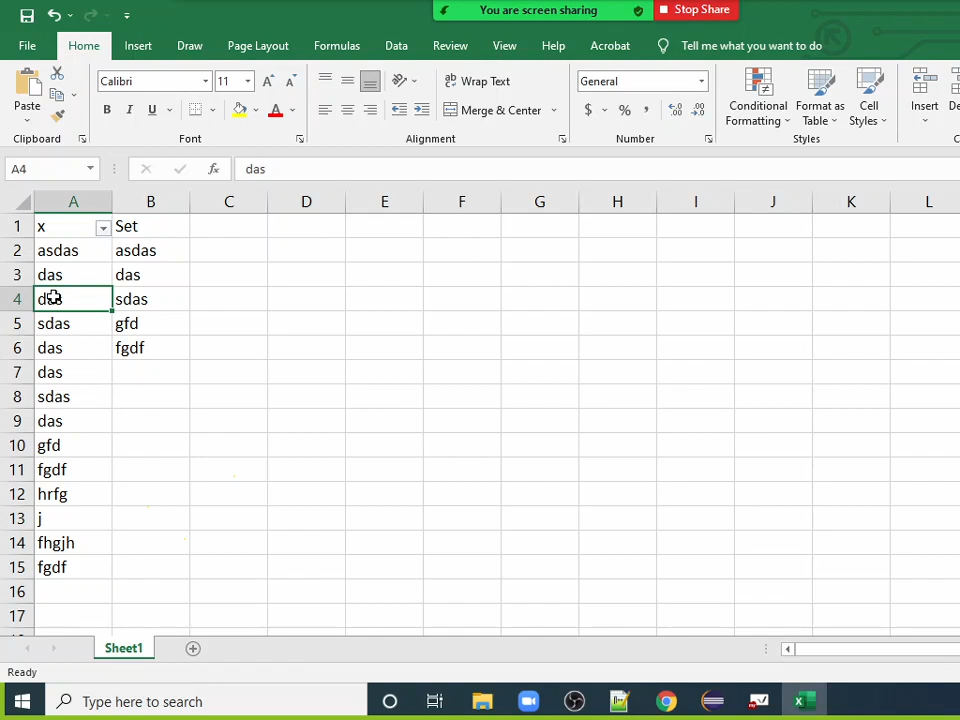 You are screen sharing
Stop Share
File Home Insert Draw Page Layout Formulas Data Review View Help Acrobat Tell me what you want to do
Paste Calibri 11 Wrap Text General
B I U A Merge & Center $ % , Conditional Formatting Format as Table Cell Styles Insert
Clipboard Font Alignment Number Styles
A4 fx das
A B C D E F G H I J K L
1 x Set
2 asdas asdas
3 das das
4 das sdas
5 sdas gfd
6 das fgdf
7 das
8 sdas
9 das
10 gfd
11 fgdf
12 hrfg
13 j
14 fhgjh
15 fgdf
16
17
Sheet1
Ready
Type here to search